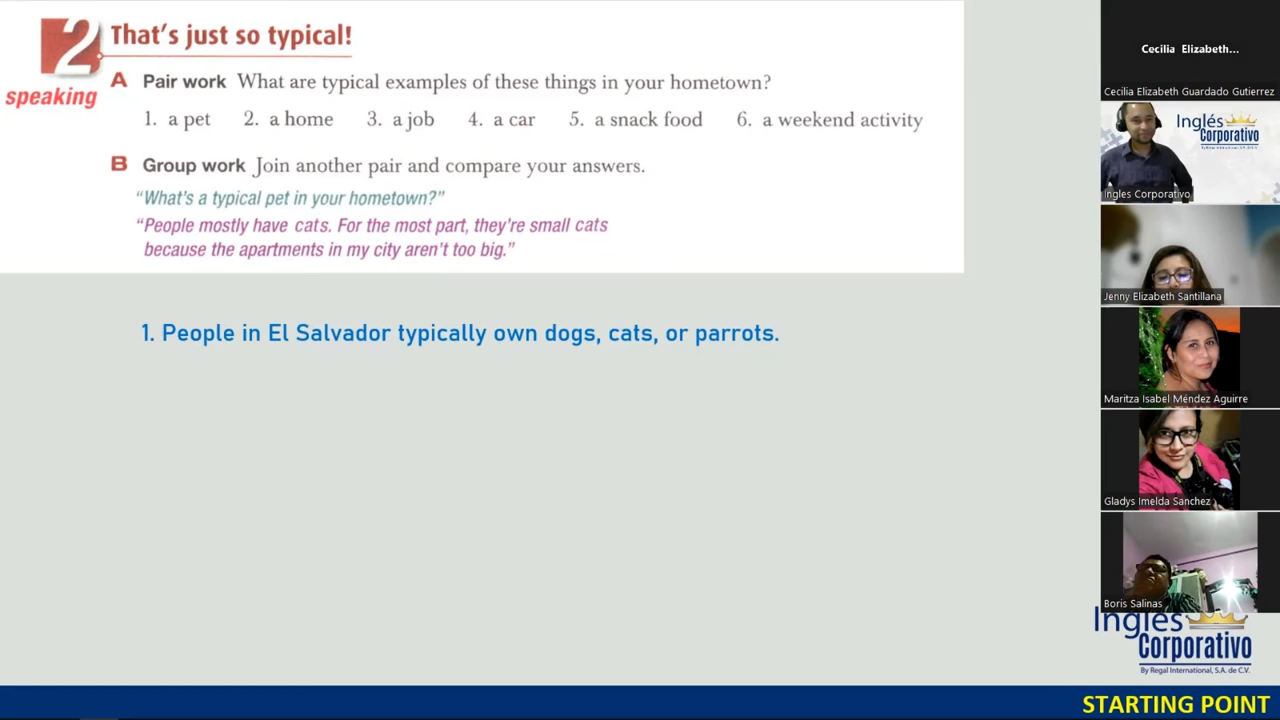 2
speaking
That's just so typical!
A Pair work What are typical examples of these things in your hometown?
1. a pet 2. a home 3. a job 4. a car 5. a snack food 6. a weekend activity
B Group work Join another pair and compare your answers.
"What's a typical pet in your hometown?"
"People mostly have cats. For the most part, they're small cats
because the apartments in my city aren't too big."
1. People in El Salvador typically own dogs, cats, or parrots.
Cecilia Elizabeth...
Cecilia Elizabeth Guardado Gutierrez
Inglés
Corporativo
By Regal International, S.A. de C.V.
Ingles Corporativo
Jenny Elizabeth Santillana
Maritza Isabel Méndez Aguirre
Gladys Imelda Sanchez
Boris Salinas
Inglés
Corporativo
By Regal International, S.A. de C.V.
STARTING POINT